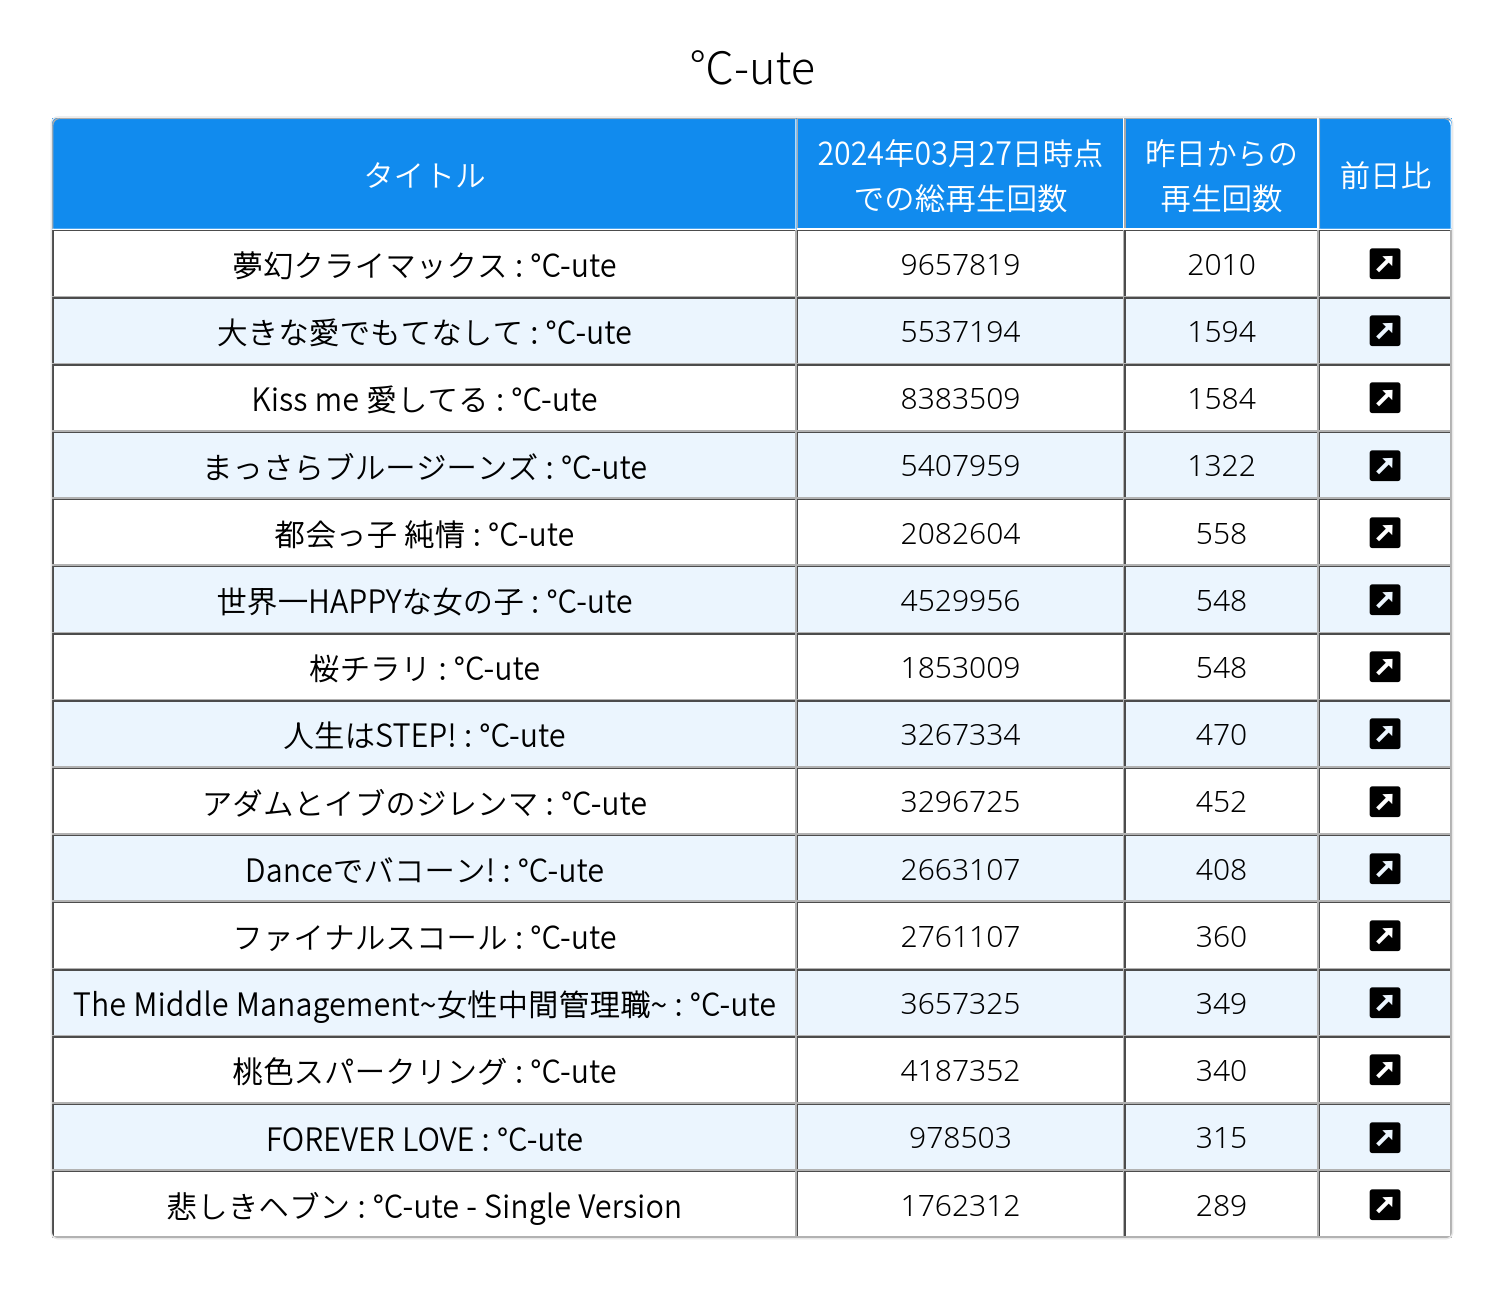 ℃-ute
タイトル 2024年03月27日時点 での総再生回数 昨日からの 再生回数 前日比
夢幻クライマックス : ℃-ute 9657819 2010 ↗
大きな愛でもてなして : ℃-ute 5537194 1594 ↗
Kiss me 愛してる : ℃-ute 8383509 1584 ↗
まっさらブルージーンズ : ℃-ute 5407959 1322 ↗
都会っ子 純情 : ℃-ute 2082604 558 ↗
世界一HAPPYな女の子 : ℃-ute 4529956 548 ↗
桜チラリ : ℃-ute 1853009 548 ↗
人生はSTEP! : ℃-ute 3267334 470 ↗
アダムとイブのジレンマ : ℃-ute 3296725 452 ↗
Danceでバコーン! : ℃-ute 2663107 408 ↗
ファイナルスコール : ℃-ute 2761107 360 ↗
The Middle Management~女性中間管理職~ : ℃-ute 3657325 349 ↗
桃色スパークリング : ℃-ute 4187352 340 ↗
FOREVER LOVE : ℃-ute 978503 315 ↗
悲しきヘブン : ℃-ute - Single Version 1762312 289 ↗